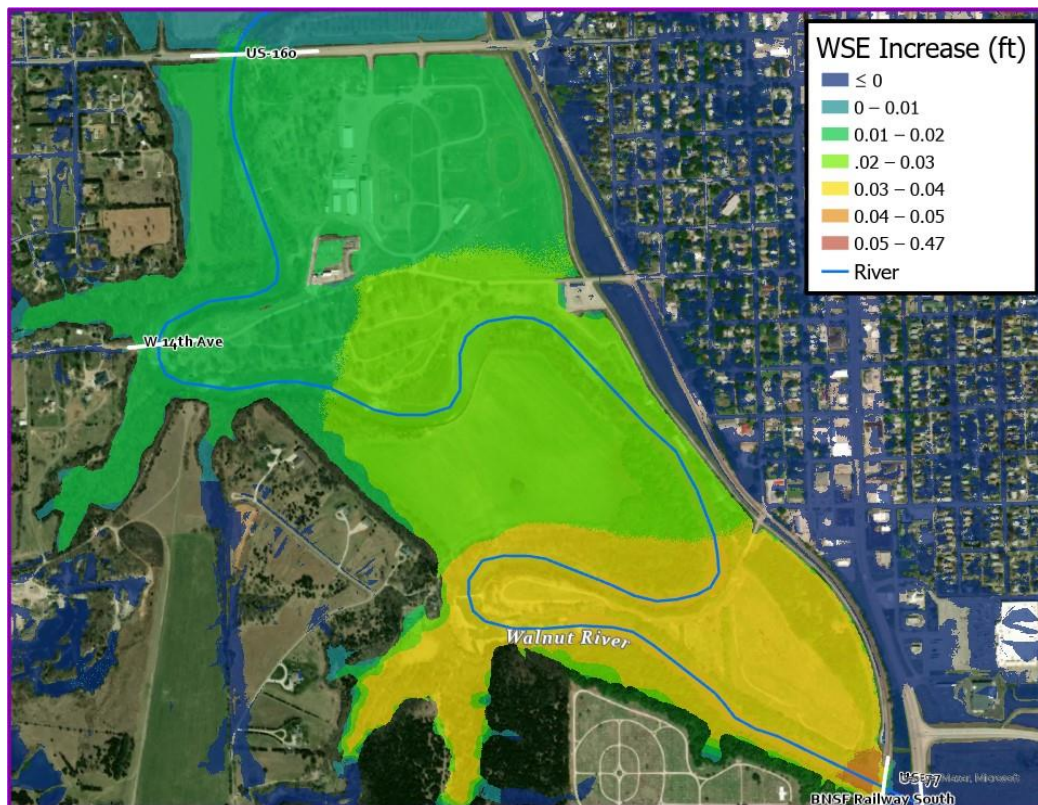 WSE Increase (ft)
≤ 0
0 – 0.01
0.01 – 0.02
.02 – 0.03
0.03 – 0.04
0.04 – 0.05
0.05 – 0.47
River
US-160
W 14th Ave
Walnut River
US-77
Maxar, Microsoft
BNSF Railway South